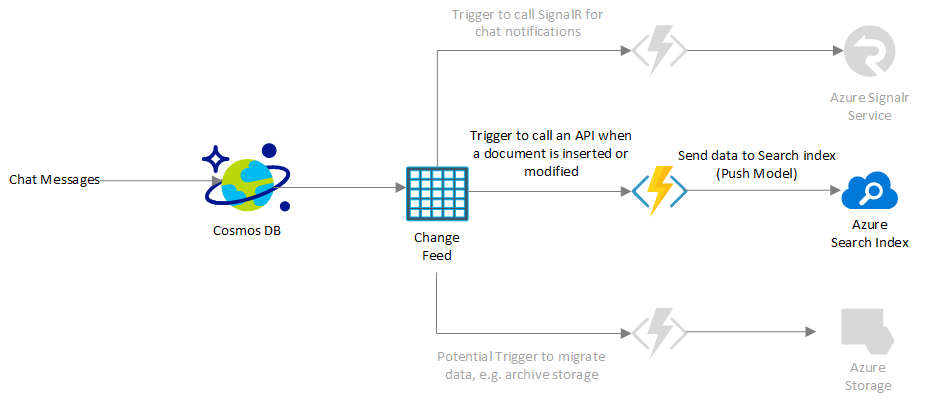 Trigger to call SignalR for
chat notifications
Azure Signalr
Service
Trigger to call an API when
a document is inserted or
modified
Send data to Search index
(Push Model)
Chat Messages
Cosmos DB
Change
Feed
Azure
Search Index
Potential Trigger to migrate
data, e.g. archive storage
Azure
Storage